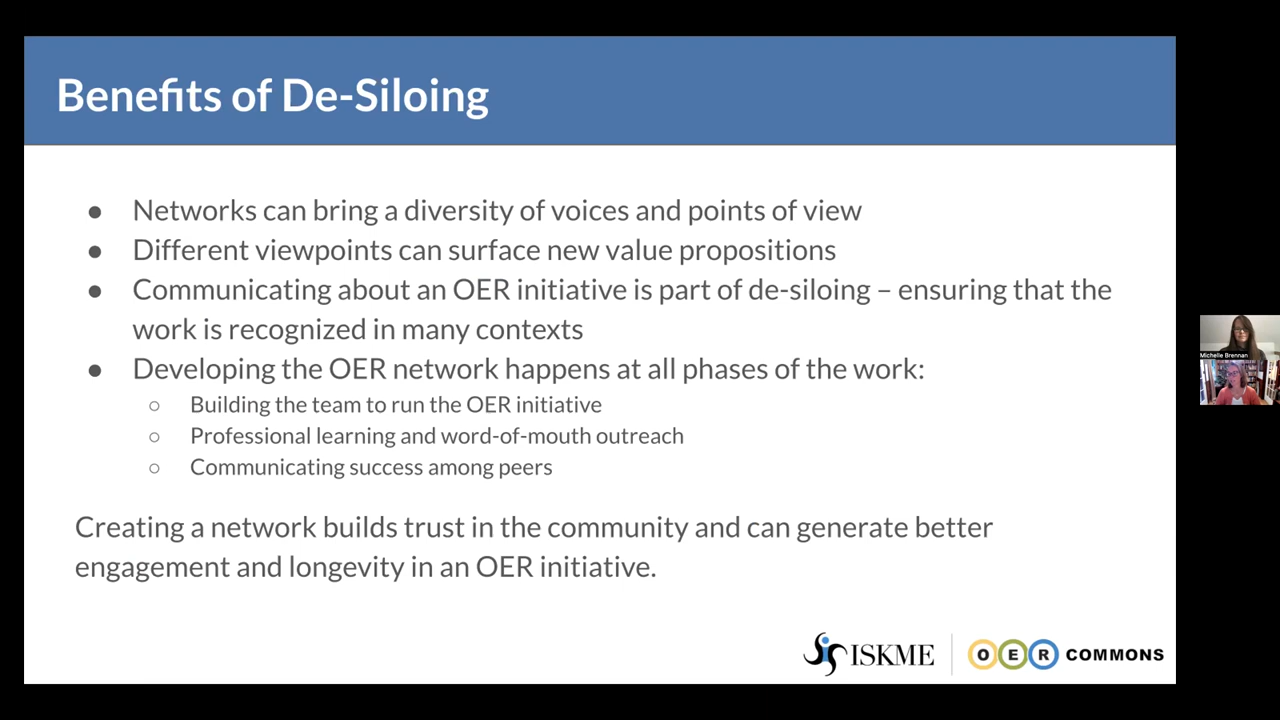 Benefits of De-Siloing
● Networks can bring a diversity of voices and points of view
● Different viewpoints can surface new value propositions
● Communicating about an OER initiative is part of de-siloing – ensuring that the
work is recognized in many contexts
● Developing the OER network happens at all phases of the work:
○ Building the team to run the OER initiative
○ Professional learning and word-of-mouth outreach
○ Communicating success among peers
Creating a network builds trust in the community and can generate better
engagement and longevity in an OER initiative.
ISKME
OER COMMONS
Michelle Brennan